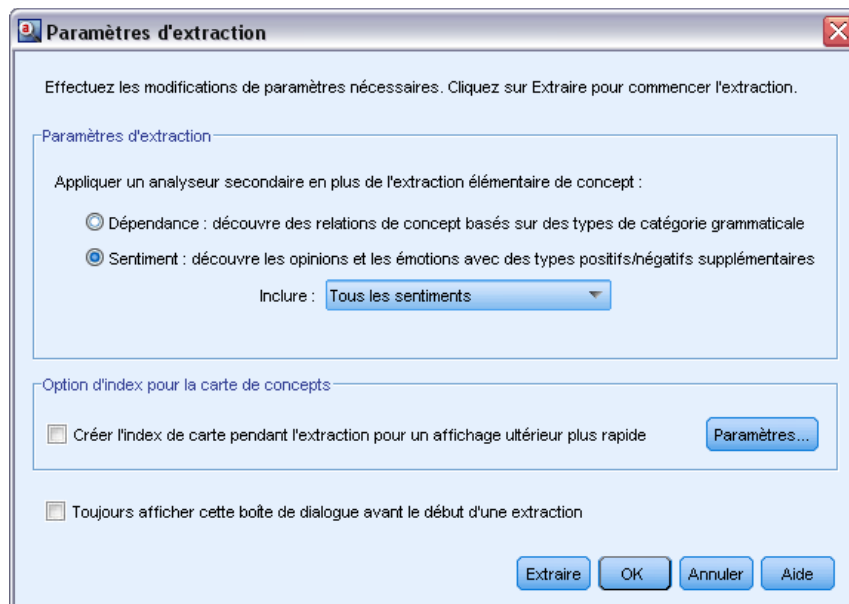 Paramètres d'extraction
Effectuez les modifications de paramètres nécessaires. Cliquez sur Extraire pour commencer l'extraction.
Paramètres d'extraction
Appliquer un analyseur secondaire en plus de l'extraction élémentaire de concept :
Dépendance : découvre des relations de concept basés sur des types de catégorie grammaticale
Sentiment : découvre les opinions et les émotions avec des types positifs/négatifs supplémentaires
Inclure : Tous les sentiments
Option d'index pour la carte de concepts
Créer l'index de carte pendant l'extraction pour un affichage ultérieur plus rapide Paramètres...
Toujours afficher cette boîte de dialogue avant le début d'une extraction
Extraire OK Annuler Aide